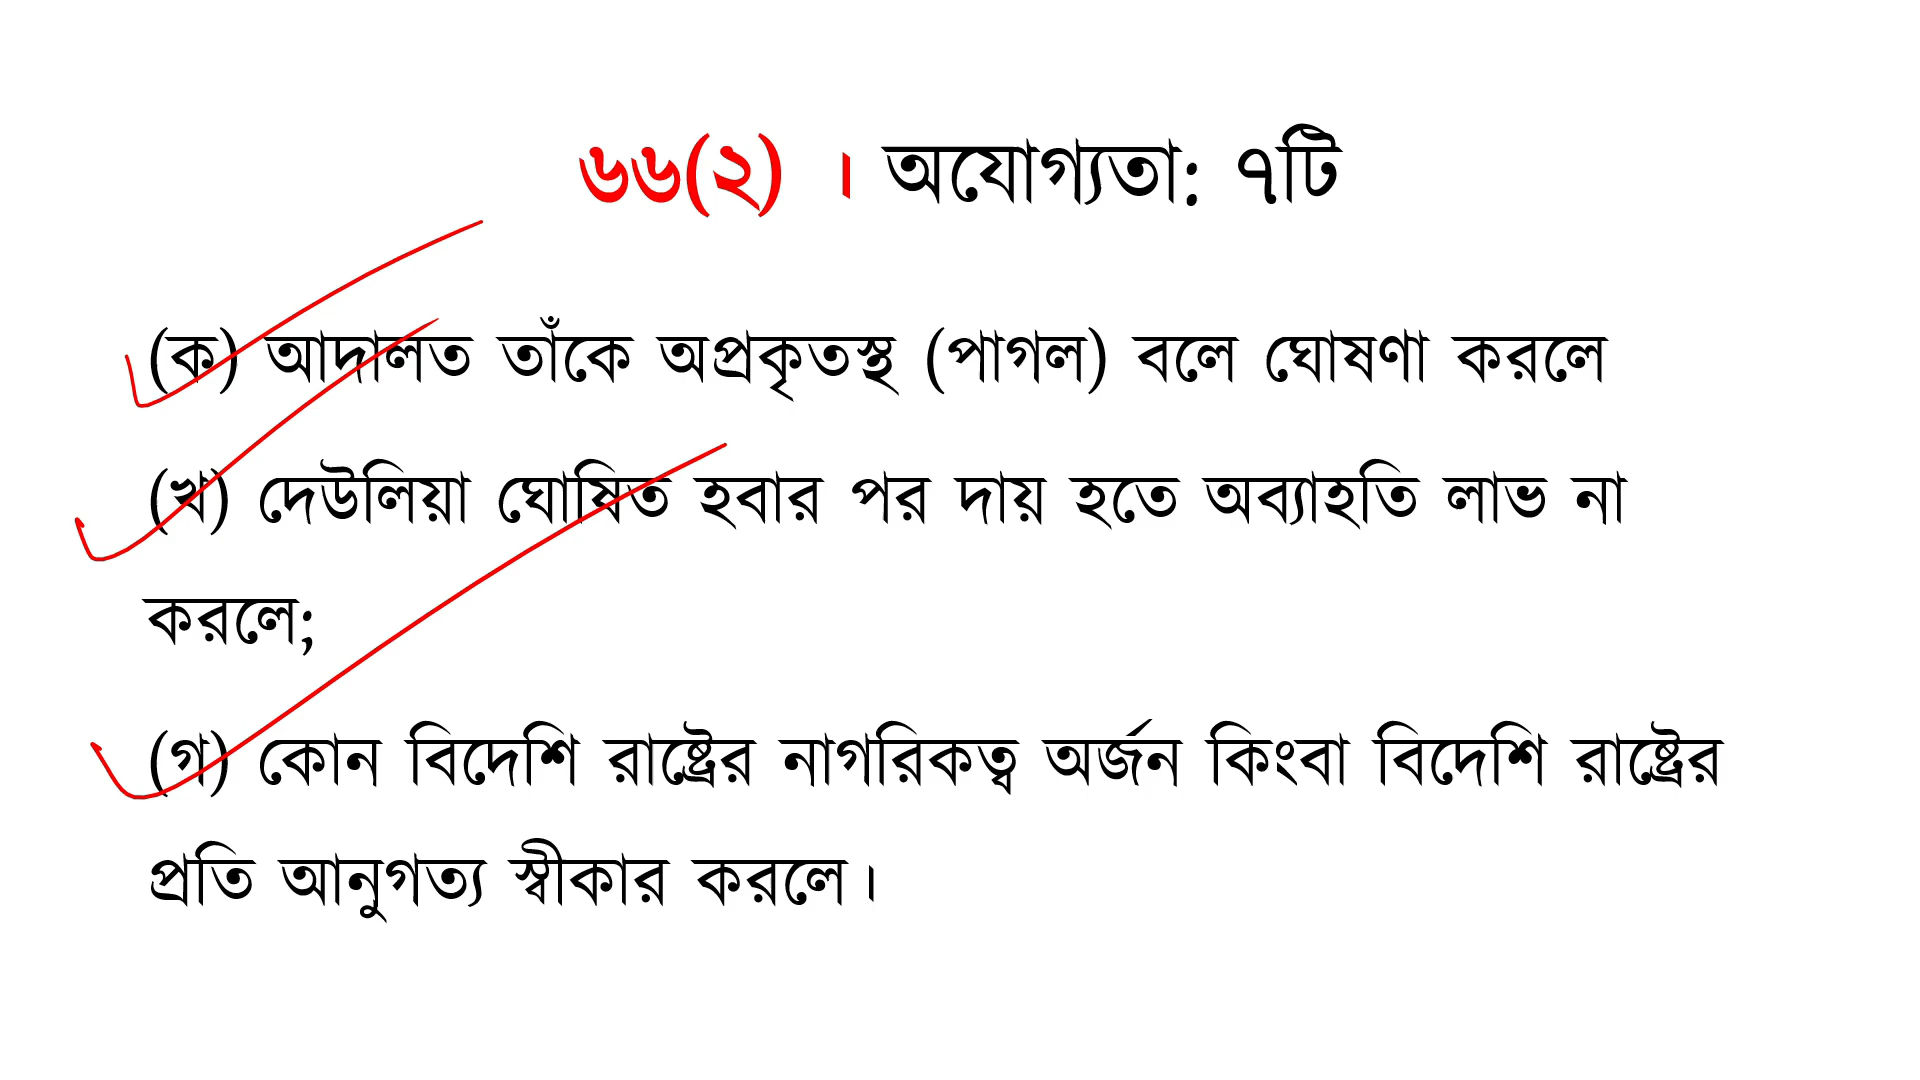 ৬৬(২) । অযোগ্যতা: ৭টি
(ক) আদালত তাঁকে অপ্রকৃতস্থ (পাগল) বলে ঘোষণা করলে
(খ) দেউলিয়া ঘোষিত হবার পর দায় হতে অব্যাহতি লাভ না
করলে;
(গ) কোন বিদেশি রাষ্ট্রের নাগরিকত্ব অর্জন কিংবা বিদেশি রাষ্ট্রের
প্রতি আনুগত্য স্বীকার করলে।